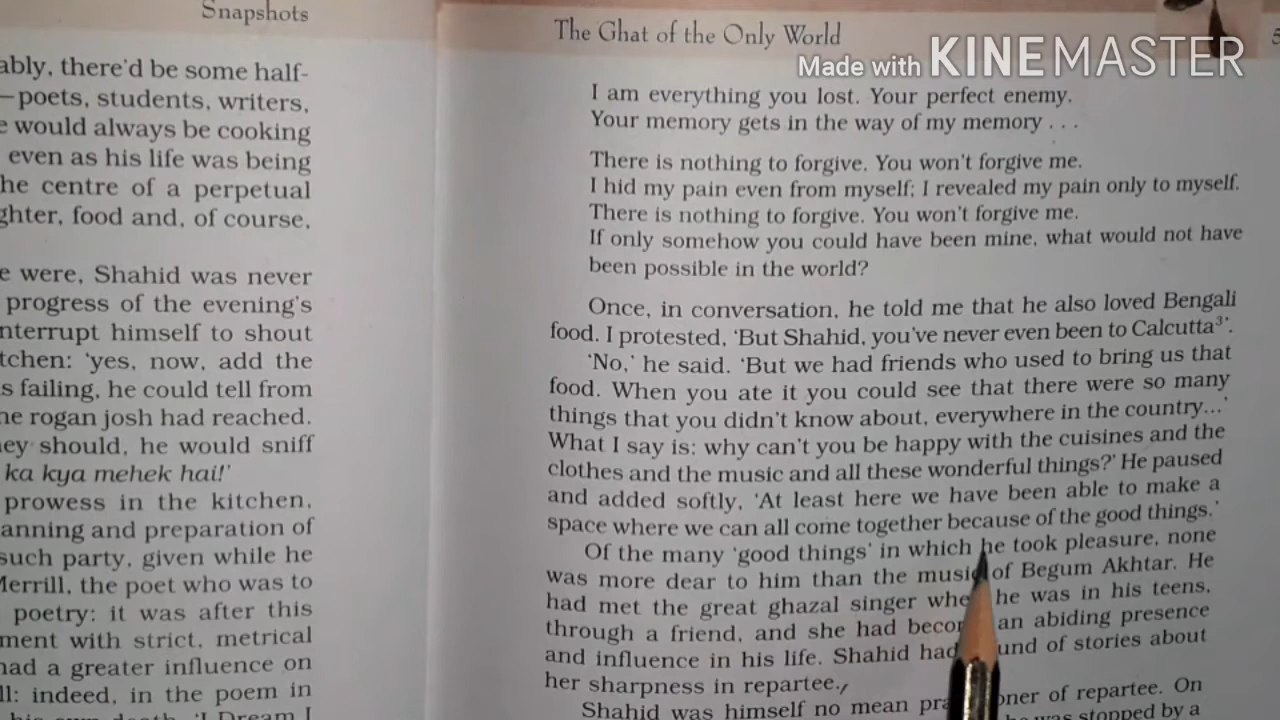 Snapshots
ably, there'd be some half-
—poets, students, writers,
e would always be cooking
even as his life was being
he centre of a perpetual
ghter, food and, of course,
e were, Shahid was never
progress of the evening's
nterrupt himself to shout
tchen: 'yes, now, add the
s failing, he could tell from
he rogan josh had reached.
hey should, he would sniff
ka kya mehek hai!'
prowess in the kitchen,
anning and preparation of
such party, given while he
Merrill, the poet who was to
poetry: it was after this
ment with strict, metrical
had a greater influence on
ll: indeed, in the poem in
death, 'I Dream I
The Ghat of the Only World
5
Made with KINEMASTER
I am everything you lost. Your perfect enemy.
Your memory gets in the way of my memory . . .
There is nothing to forgive. You won't forgive me.
I hid my pain even from myself; I revealed my pain only to myself.
There is nothing to forgive. You won't forgive me.
If only somehow you could have been mine, what would not have
been possible in the world?
Once, in conversation, he told me that he also loved Bengali
food. I protested, 'But Shahid, you've never even been to Calcutta³'.
'No,' he said. 'But we had friends who used to bring us that
food. When you ate it you could see that there were so many
things that you didn't know about, everywhere in the country...'
What I say is: why can't you be happy with the cuisines and the
clothes and the music and all these wonderful things?' He paused
and added softly, 'At least here we have been able to make a
space where we can all come together because of the good things.'
Of the many 'good things' in which he took pleasure, none
was more dear to him than the music of Begum Akhtar. He
had met the great ghazal singer whe he was in his teens,
through a friend, and she had becom an abiding presence
and influence in his life. Shahid had und of stories about
her sharpness in repartee.
Shahid was himself no mean pra oner of repartee. On
he was stopped by a